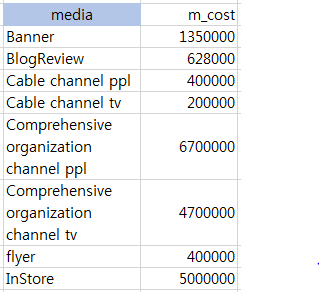 media m_cost
Banner 1350000
BlogReview 628000
Cable channel ppl 400000
Cable channel tv 200000
Comprehensive
organization 6700000
channel ppl
Comprehensive
organization 4700000
channel tv
flyer 400000
InStore 5000000